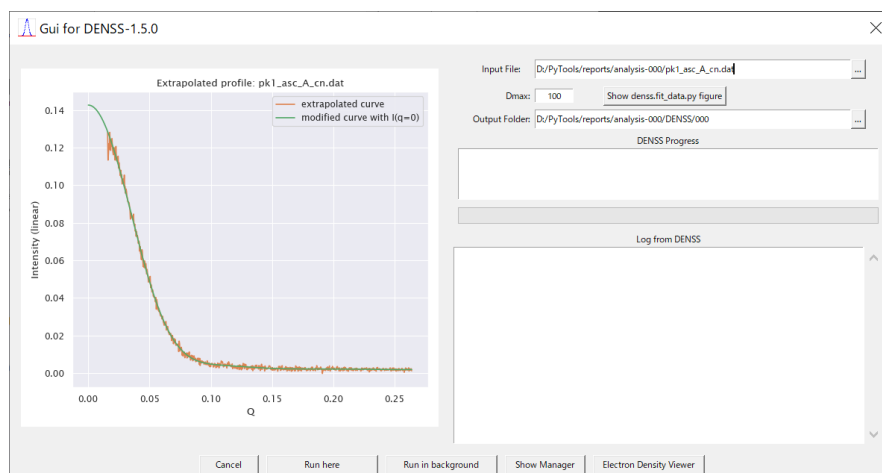 Gui for DENSS-1.5.0
Extrapolated profile: pk1_asc_A_cn.dat
extrapolated curve
modified curve with I(q=0)
Intensity (linear)
0.14
0.12
0.10
0.08
0.06
0.04
0.02
0.00
0.00 0.05 0.10 0.15 0.20 0.25
Q
Input File: D:/PyTools/reports/analysis-000/pk1_asc_A_cn.dat ...
Dmax: 100 Show denss.fit_data.py figure
Output Folder: D:/PyTools/reports/analysis-000/DENSS/000 ...
DENSS Progress
Log from DENSS
Cancel Run here Run in background Show Manager Electron Density Viewer